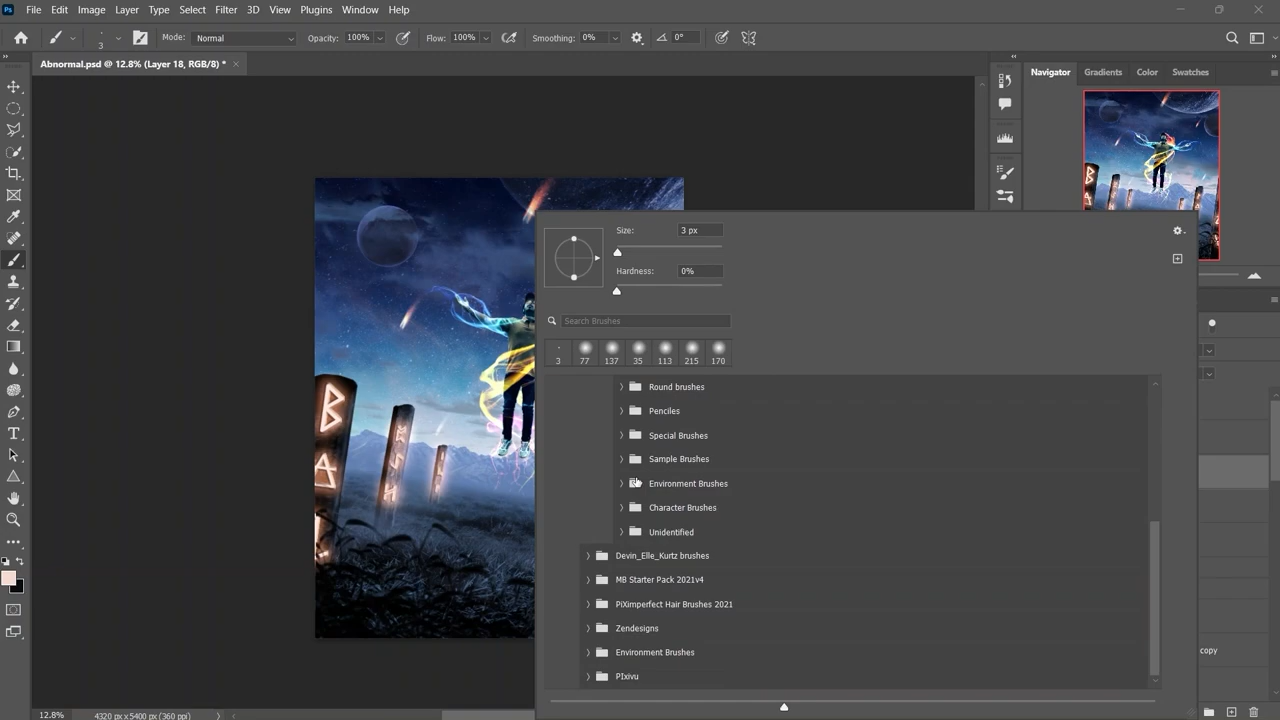 Ps File Edit Image Layer Type Select Filter 3D View Plugins Window Help
3 Mode: Normal Opacity: 100% Flow: 100% Smoothing: 0% 0°
Abnormal.psd @ 12.8% (Layer 18, RGB/8) *
Navigator Gradients Color Swatches
Size: 3 px
Hardness: 0%
Search Brushes
3 77 137 35 113 215 170
Round brushes
Penciles
Special Brushes
Sample Brushes
Environment Brushes
Character Brushes
Unidentified
Devin_Elle_Kurtz brushes
MB Starter Pack 2021v4
PiXimperfect Hair Brushes 2021
Zendesigns
Environment Brushes
copy
PIxivu
12.8% 4320 px x 5400 px (360 ppi)